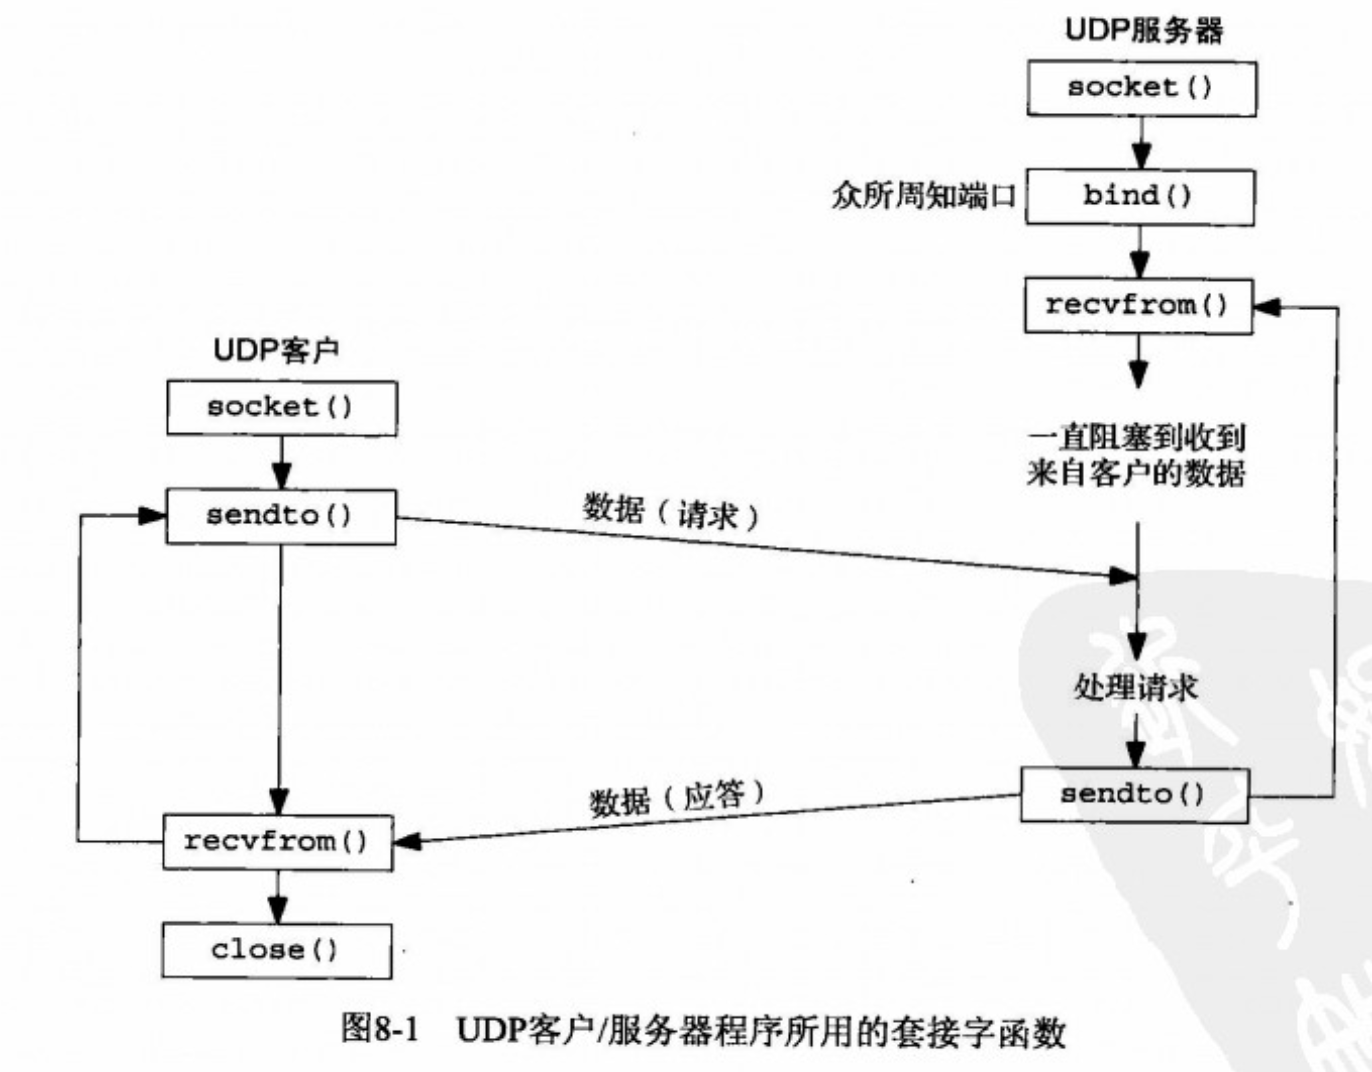 UDP服务器
socket()
众所周知端口
bind()
recvfrom()
UDP客户
socket()
一直阻塞到收到
来自客户的数据
sendto()
数据（请求）
处理请求
数据（应答）
sendto()
recvfrom()
close()
图8-1 UDP客户/服务器程序所用的套接字函数